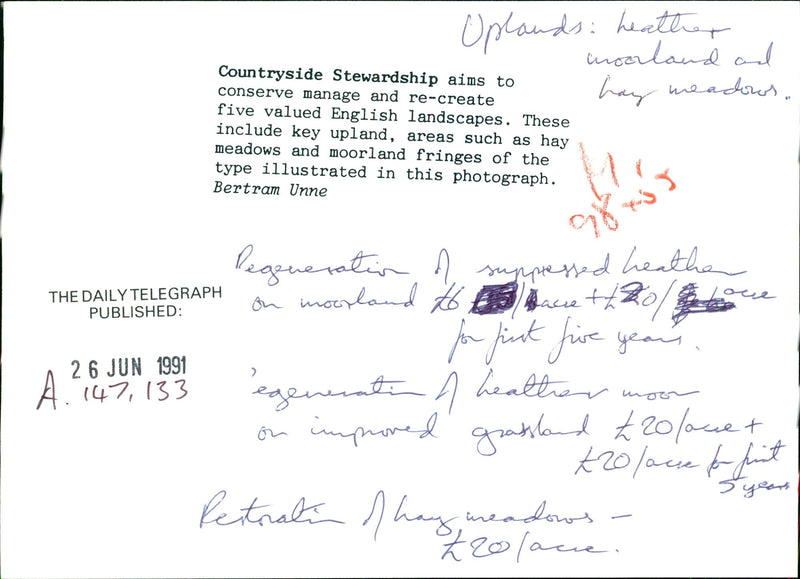 Uplands: heather
moorland and
hay meadows.
Countryside Stewardship aims to
conserve manage and re-create
five valued English landscapes. These
include key upland, areas such as hay
meadows and moorland fringes of the
type illustrated in this photograph.
Bertram Unne
98
Regeneration of suppressed heather
on moorland £6 /acre + £20/ acre
for first five years.
THE DAILY TELEGRAPH
PUBLISHED:
26 JUN 1991
A. 147,133
'egeneration of heather moor
on improved grassland £20/acre +
£20/acre for first
5 years
Restoration of hay meadows –
£20/acre.